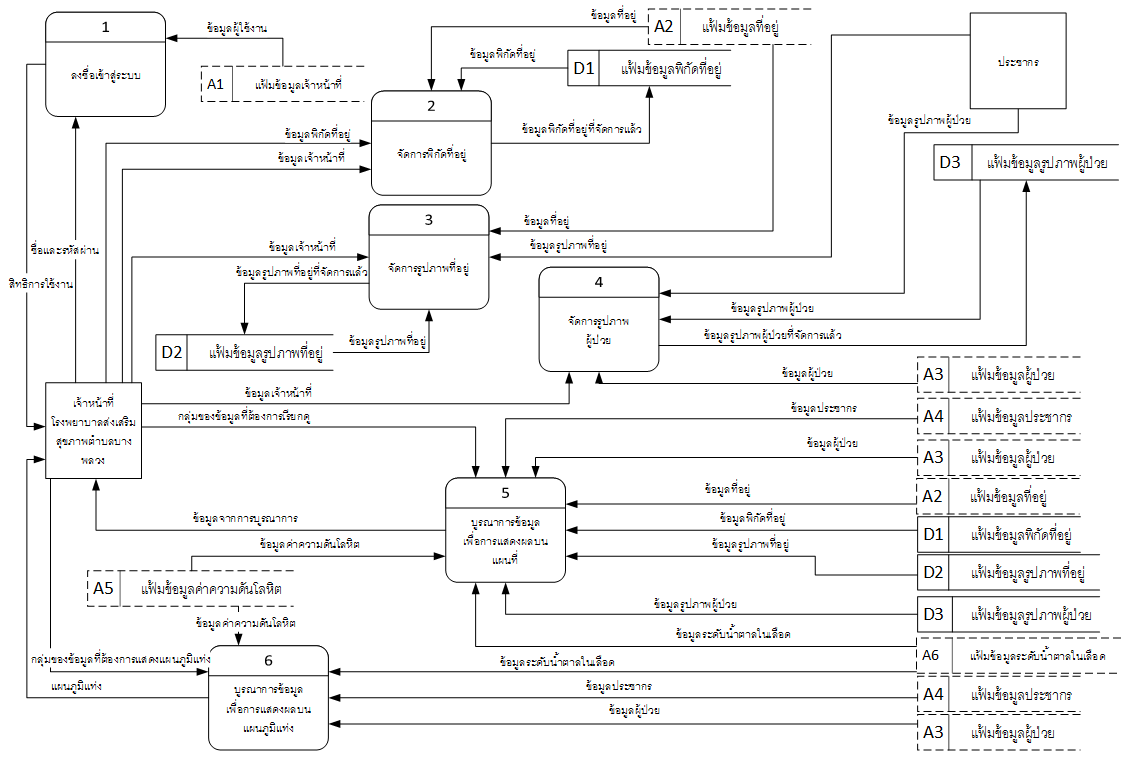 1
ลงชื่อเข้าสู่ระบบ
ข้อมูลผู้ใช้งาน
A1 แฟ้มข้อมูลเจ้าหน้าที่
ข้อมูลที่อยู่
A2 แฟ้มข้อมูลที่อยู่
ข้อมูลพิกัดที่อยู่
D1 แฟ้มข้อมูลพิกัดที่อยู่
ประชากร
2
จัดการพิกัดที่อยู่
ข้อมูลพิกัดที่อยู่
ข้อมูลเจ้าหน้าที่
ข้อมูลพิกัดที่อยู่ที่จัดการแล้ว
ข้อมูลรูปภาพผู้ป่วย
D3 แฟ้มข้อมูลรูปภาพผู้ป่วย
3
จัดการรูปภาพที่อยู่
ข้อมูลที่อยู่
ข้อมูลรูปภาพที่อยู่
ชื่อและรหัสผ่าน
สิทธิการใช้งาน
ข้อมูลเจ้าหน้าที่
ข้อมูลรูปภาพที่อยู่ที่จัดการแล้ว
D2 แฟ้มข้อมูลรูปภาพที่อยู่
ข้อมูลรูปภาพที่อยู่
4
จัดการรูปภาพ
ผู้ป่วย
ข้อมูลรูปภาพผู้ป่วย
ข้อมูลรูปภาพผู้ป่วยที่จัดการแล้ว
ข้อมูลผู้ป่วย
A3 แฟ้มข้อมูลผู้ป่วย
เจ้าหน้าที่
โรงพยาบาลส่งเสริม
สุขภาพตำบลบาง
พลวง
ข้อมูลเจ้าหน้าที่
กลุ่มของข้อมูลที่ต้องการเรียกดู
ข้อมูลประชากร
A4 แฟ้มข้อมูลประชากร
ข้อมูลผู้ป่วย
A3 แฟ้มข้อมูลผู้ป่วย
5
บูรณาการข้อมูล
เพื่อการแสดงผลบน
แผนที่
ข้อมูลที่อยู่
A2 แฟ้มข้อมูลที่อยู่
ข้อมูลพิกัดที่อยู่
D1 แฟ้มข้อมูลพิกัดที่อยู่
ข้อมูลรูปภาพที่อยู่
D2 แฟ้มข้อมูลรูปภาพที่อยู่
ข้อมูลจากการบูรณาการ
ข้อมูลค่าความดันโลหิต
A5 แฟ้มข้อมูลค่าความดันโลหิต
ข้อมูลค่าความดันโลหิต
ข้อมูลรูปภาพผู้ป่วย
D3 แฟ้มข้อมูลรูปภาพผู้ป่วย
ข้อมูลระดับน้ำตาลในเลือด
A6 แฟ้มข้อมูลระดับน้ำตาลในเลือด
กลุ่มของข้อมูลที่ต้องการแสดงแผนภูมิแท่ง
แผนภูมิแท่ง
6
บูรณาการข้อมูล
เพื่อการแสดงผลบน
แผนภูมิแท่ง
ข้อมูลระดับน้ำตาลในเลือด
ข้อมูลประชากร
A4 แฟ้มข้อมูลประชากร
ข้อมูลผู้ป่วย
A3 แฟ้มข้อมูลผู้ป่วย